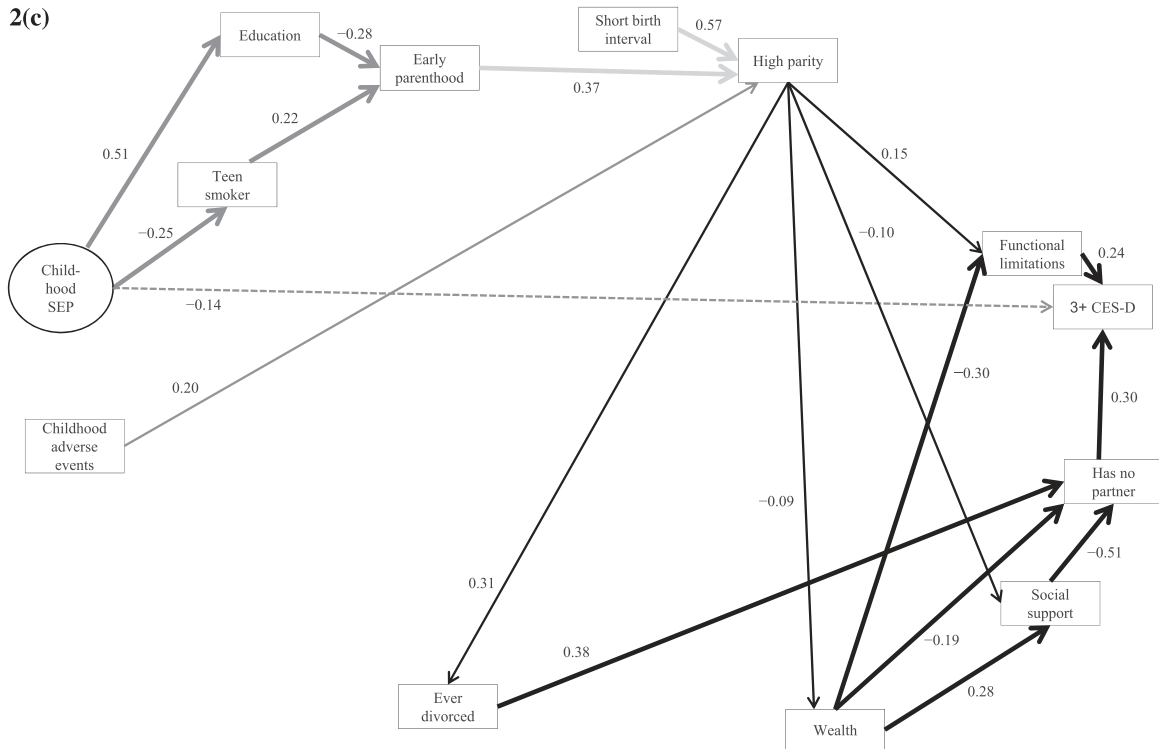 2(c)
Education
−0.28
Early
parenthood
Short birth
interval
0.57
High parity
0.37
0.22
0.51
Teen
smoker
0.15
−0.25
−0.10
Functional
limitations
0.24
Child-
hood
SEP
−0.14
3+ CES-D
−0.30
0.20
0.30
Childhood
adverse
events
Has no
partner
−0.09
−0.51
0.31
Social
support
−0.19
0.38
0.28
Ever
divorced
Wealth